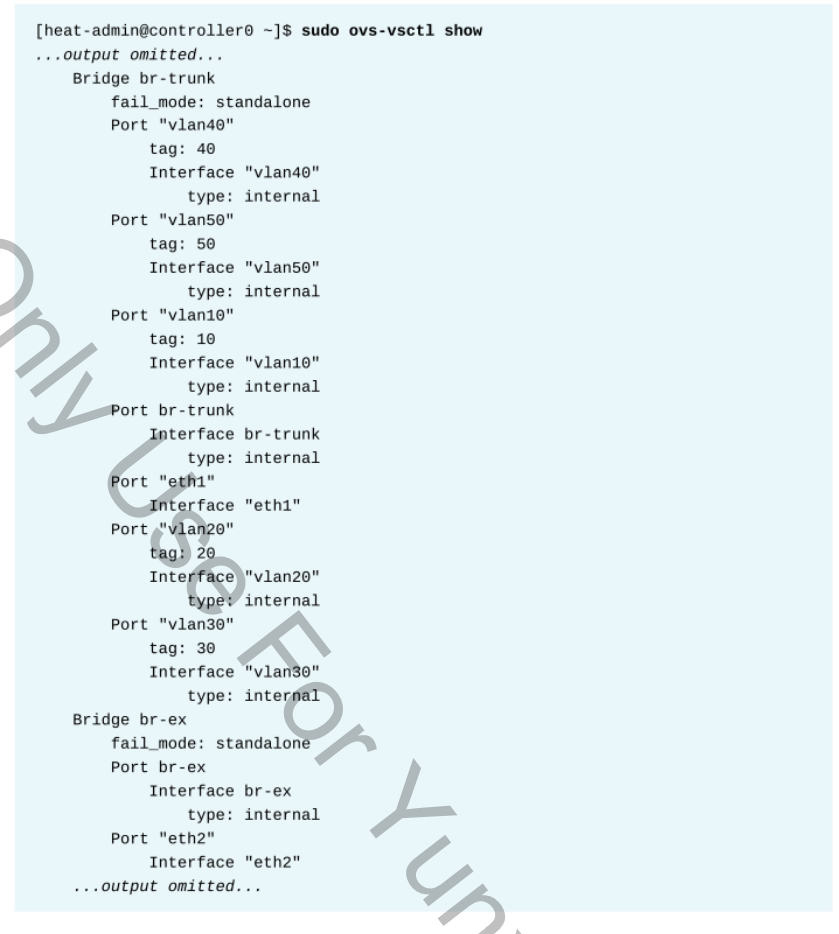 [heat-admin@controller0 ~]$ sudo ovs-vsctl show
...output omitted...
    Bridge br-trunk
        fail_mode: standalone
        Port "vlan40"
            tag: 40
            Interface "vlan40"
                type: internal
        Port "vlan50"
            tag: 50
            Interface "vlan50"
                type: internal
        Port "vlan10"
            tag: 10
            Interface "vlan10"
                type: internal
        Port br-trunk
            Interface br-trunk
                type: internal
        Port "eth1"
            Interface "eth1"
        Port "vlan20"
            tag: 20
            Interface "vlan20"
                type: internal
        Port "vlan30"
            tag: 30
            Interface "vlan30"
                type: internal
    Bridge br-ex
        fail_mode: standalone
        Port br-ex
            Interface br-ex
                type: internal
        Port "eth2"
            Interface "eth2"
    ...output omitted...
Only Use For